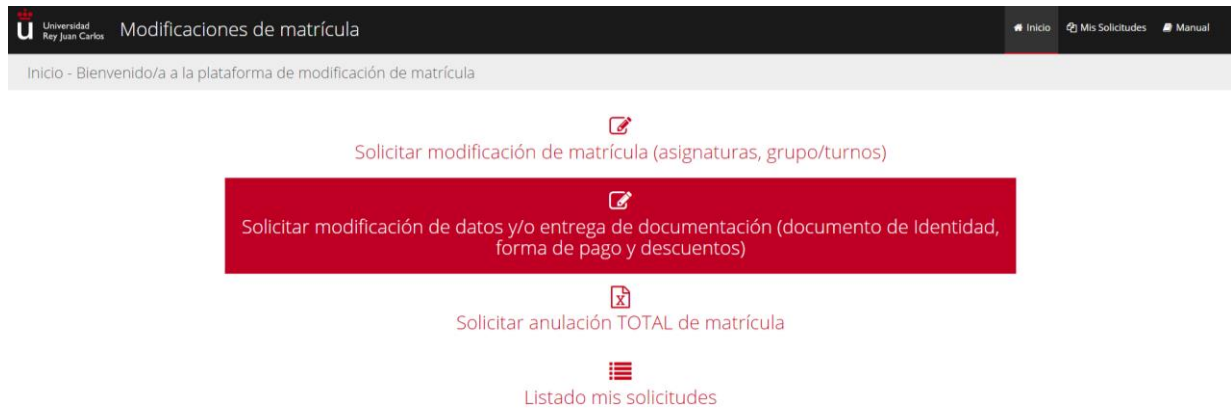 Universidad
Rey Juan Carlos
Modificaciones de matrícula
Inicio
Mis Solicitudes
Manual
Inicio - Bienvenido/a a la plataforma de modificación de matrícula
Solicitar modificación de matrícula (asignaturas, grupo/turnos)
Solicitar modificación de datos y/o entrega de documentación (documento de Identidad,
forma de pago y descuentos)
Solicitar anulación TOTAL de matrícula
Listado mis solicitudes